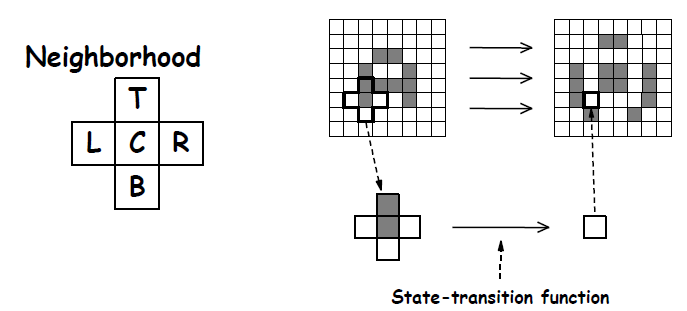 Neighborhood
T
L C R
B
State-transition function